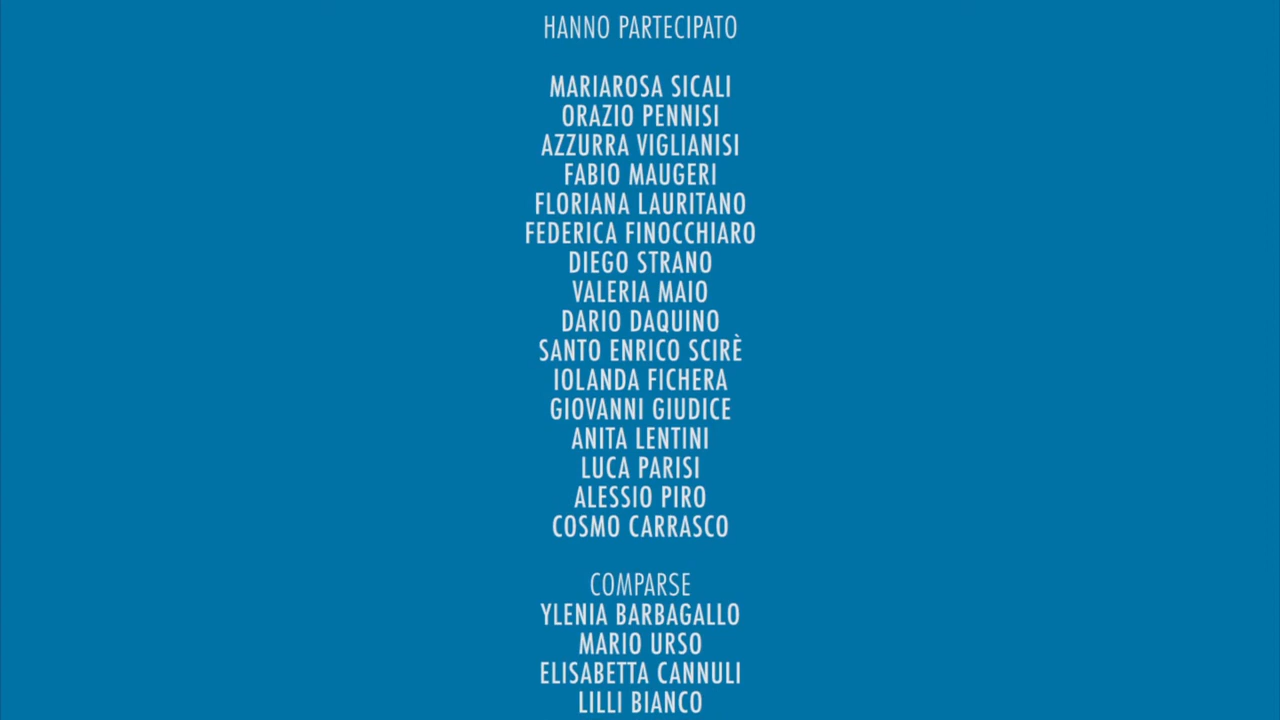 HANNO PARTECIPATO
MARIAROSA SICALI
ORAZIO PENNISI
AZZURRA VIGLIANISI
FABIO MAUGERI
FLORIANA LAURITANO
FEDERICA FINOCCHIARO
DIEGO STRANO
VALERIA MAIO
DARIO DAQUINO
SANTO ENRICO SCIRÈ
IOLANDA FICHERA
GIOVANNI GIUDICE
ANITA LENTINI
LUCA PARISI
ALESSIO PIRO
COSMO CARRASCO
COMPARSE
YLENIA BARBAGALLO
MARIO URSO
ELISABETTA CANNULI
LILLI BIANCO